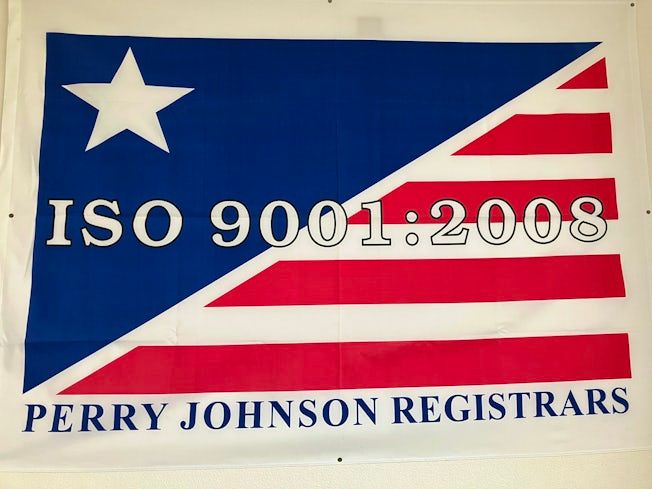 ISO 9001:2008
PERRY JOHNSON REGISTRARS